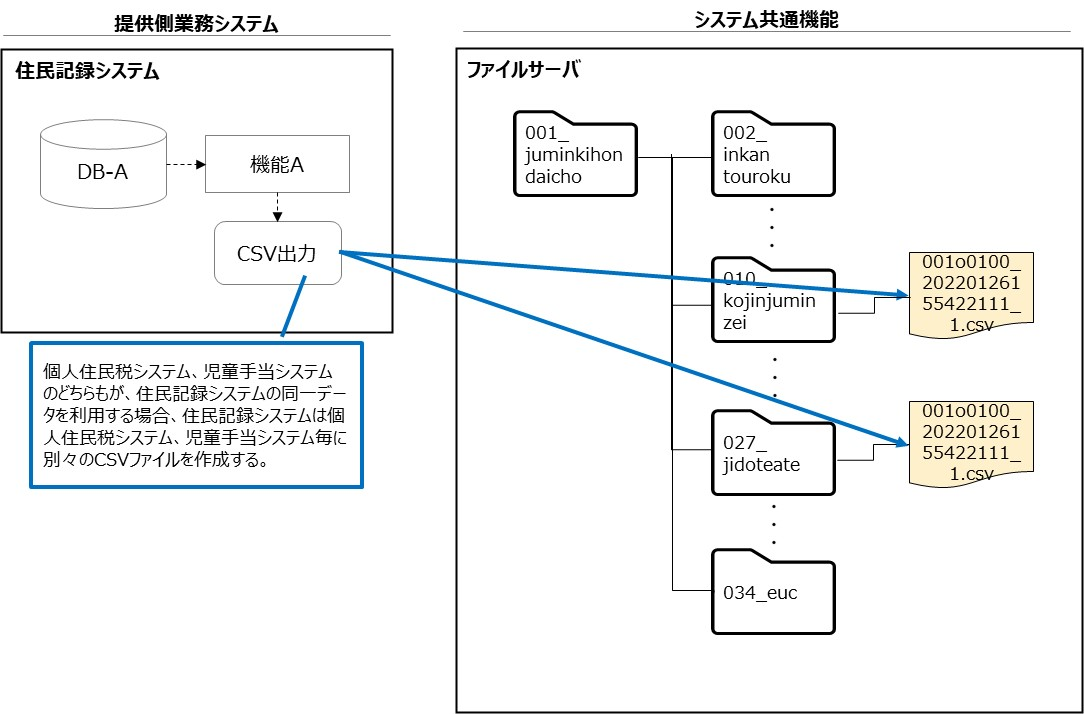 提供側業務システム
システム共通機能
住民記録システム
DB-A
機能A
CSV出力
個人住民税システム、児童手当システム
のどちらもが、住民記録システムの同一デー
タを利用する場合、住民記録システムは個
人住民税システム、児童手当システム毎に
別々のCSVファイルを作成する。
ファイルサーバ
001_
juminkihon
daicho
002_
inkan
touroku
010_
kojinjumin
zei
001o0100_
202201261
55422111_
1.csv
027_
jidoteate
001o0100_
202201261
55422111_
1.csv
034_euc